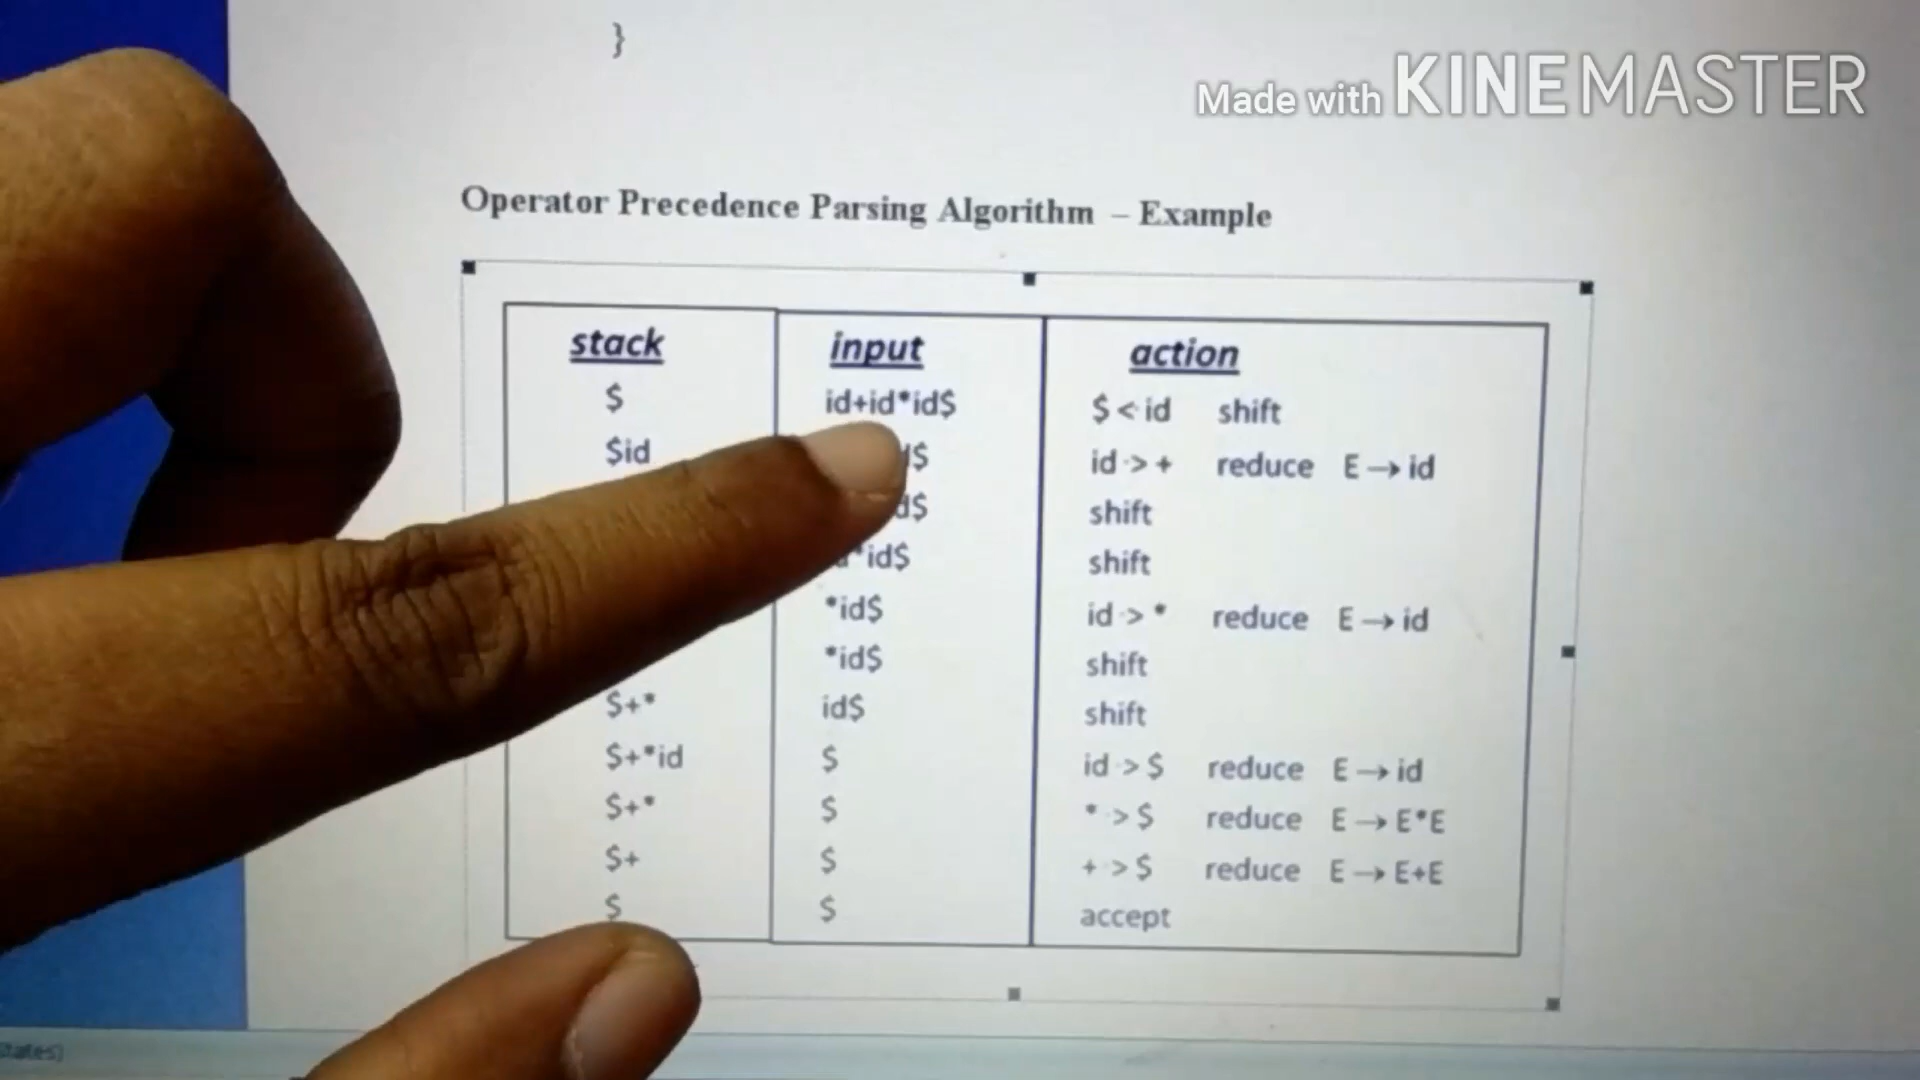 }
Made with KINEMASTER
Operator Precedence Parsing Algorithm – Example
stack input action
$ id+id*id$ $ <· id shift
$id $ id ·> + reduce E → id
$ shift
*id$ shift
*id$ id ·> * reduce E → id
*id$ shift
$+* id$ shift
$+*id $ id ·> $ reduce E → id
$+* $ * ·> $ reduce E → E*E
$+ $ + ·> $ reduce E → E+E
$ $ accept